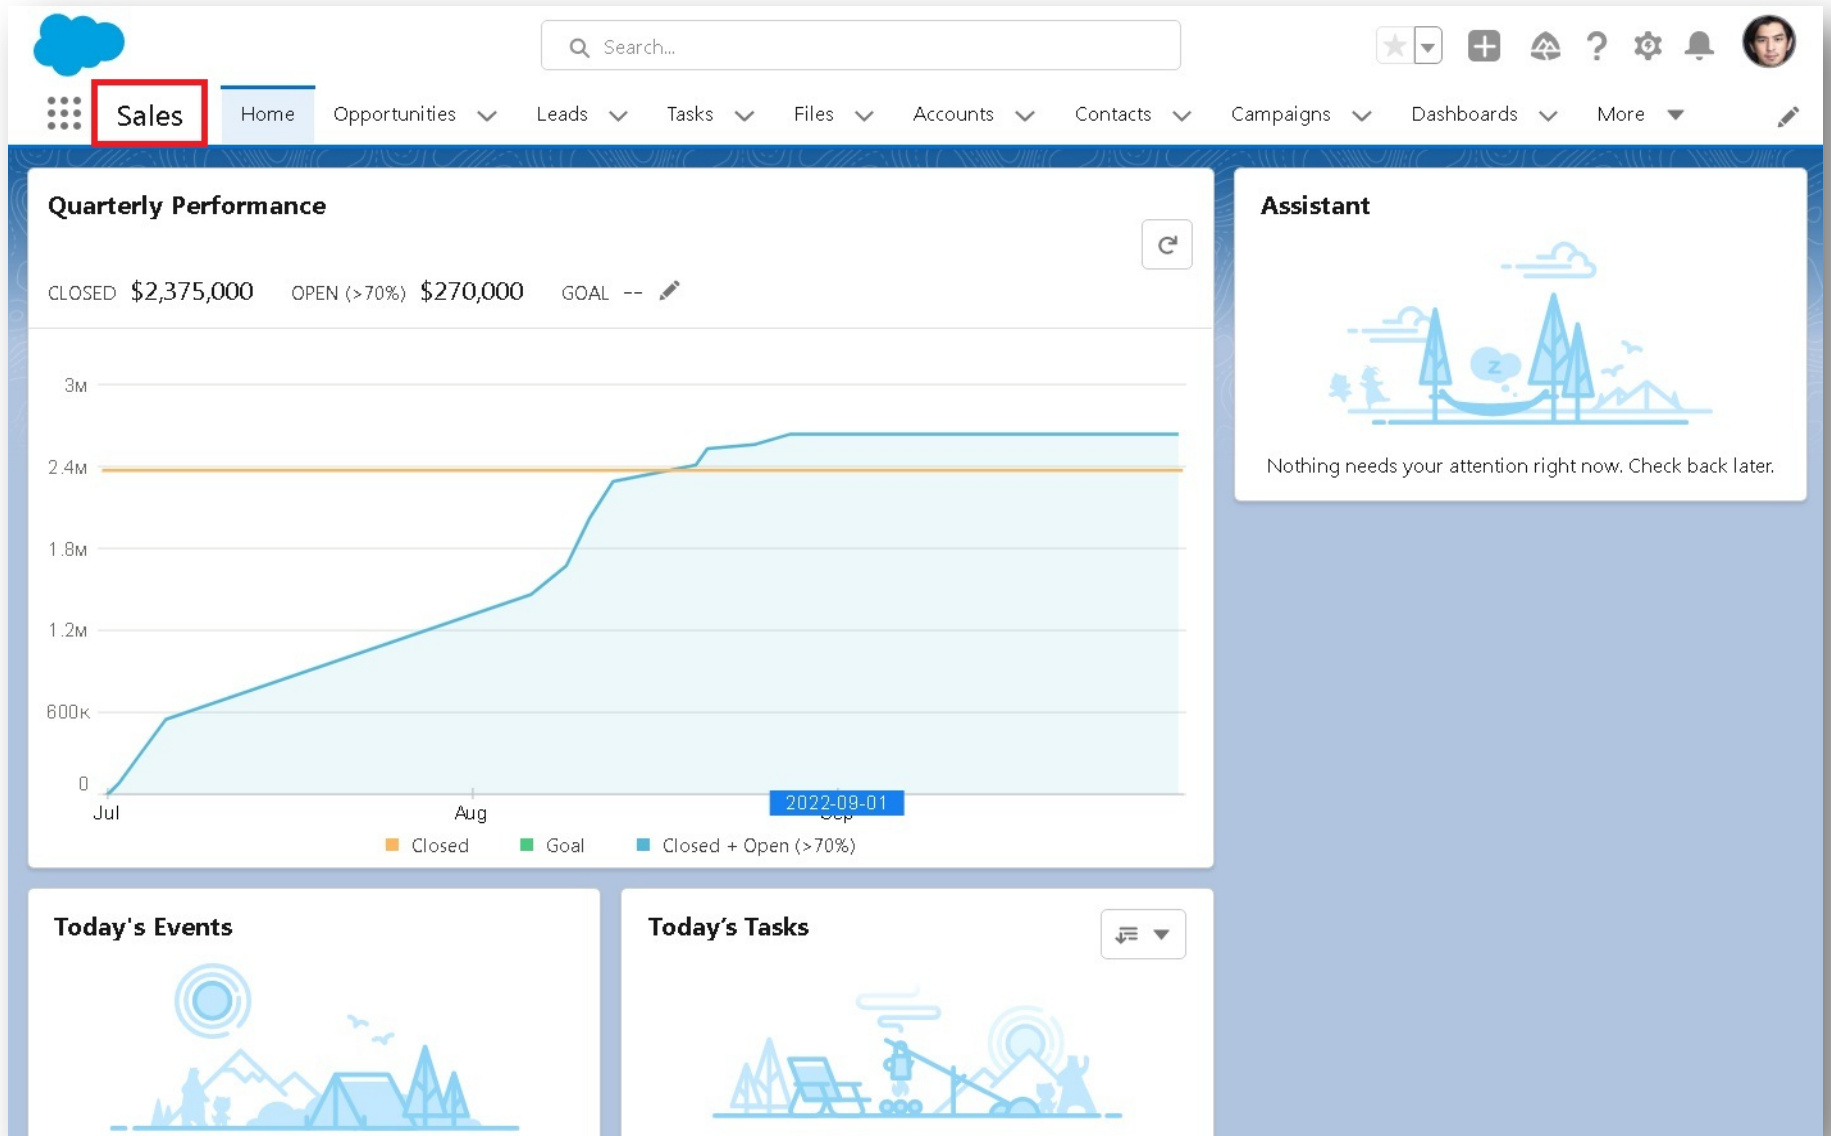 Search...
Sales Home Opportunities Leads Tasks Files Accounts Contacts Campaigns Dashboards More
Quarterly Performance
CLOSED $2,375,000 OPEN (>70%) $270,000 GOAL --
3M
2.4M
1.8M
1.2M
600K
0
Jul Aug 2022-09-01 Sep
Closed Goal Closed + Open (>70%)
Assistant
z
Nothing needs your attention right now. Check back later.
Today's Events
Today’s Tasks